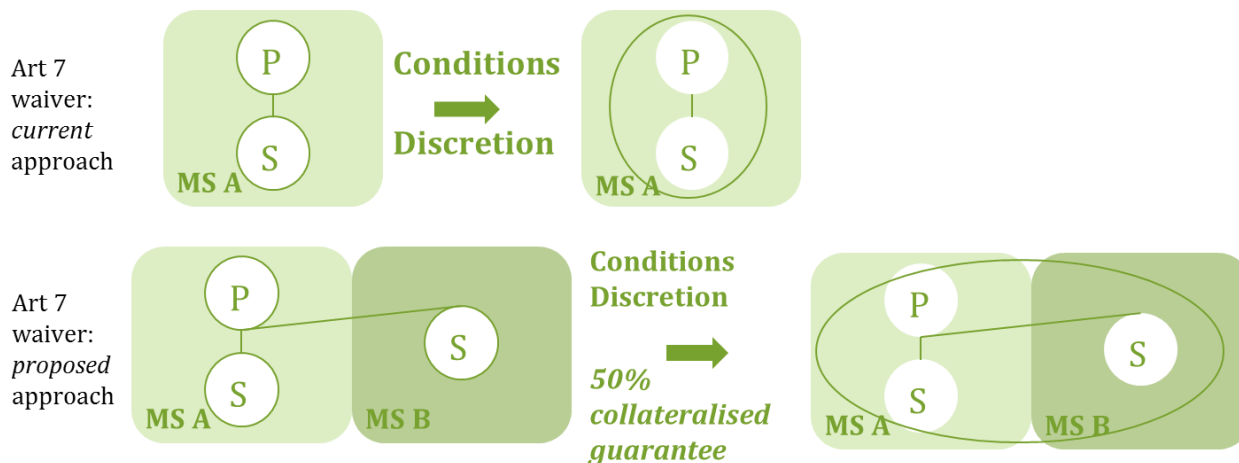 Art 7
waiver:
current
approach
P
S
MS A
Conditions
Discretion
P
S
MS A
Art 7
waiver:
proposed
approach
P
S
MS A
S
MS B
Conditions
Discretion
50%
collateralised
guarantee
P
S
MS A
S
MS B